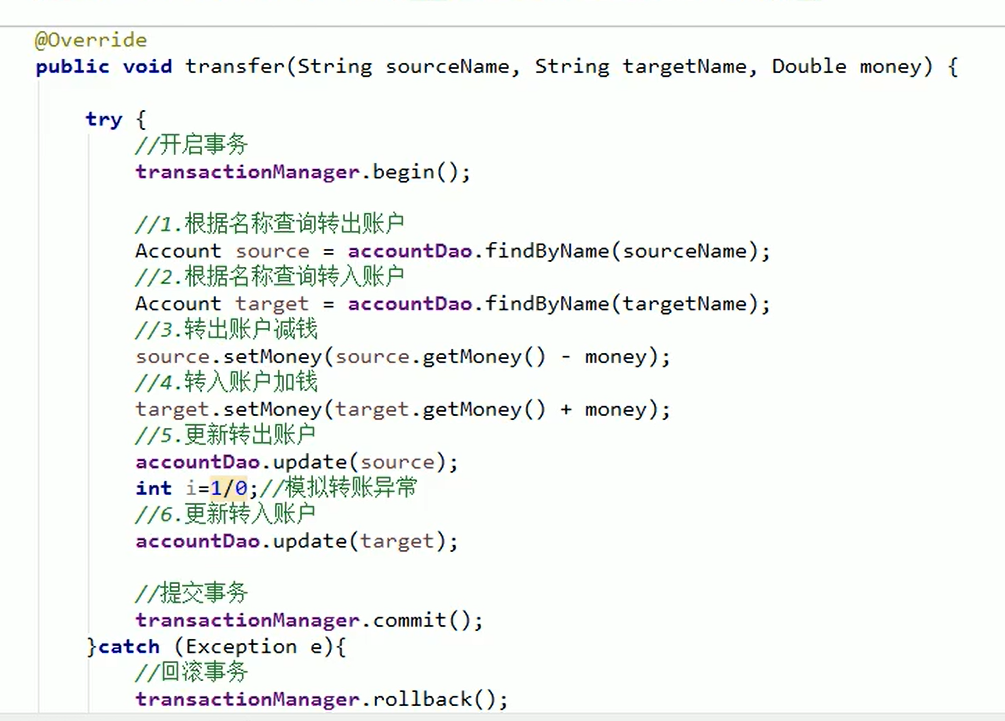 @Override
public void transfer(String sourceName, String targetName, Double money) {
try {
//开启事务
transactionManager.begin();
//1.根据名称查询转出账户
Account source = accountDao.findByName(sourceName);
//2.根据名称查询转入账户
Account target = accountDao.findByName(targetName);
//3.转出账户减钱
source.setMoney(source.getMoney() - money);
//4.转入账户加钱
target.setMoney(target.getMoney() + money);
//5.更新转出账户
accountDao.update(source);
int i=1/0;//模拟转账异常
//6.更新转入账户
accountDao.update(target);
//提交事务
transactionManager.commit();
}catch (Exception e){
//回滚事务
transactionManager.rollback();